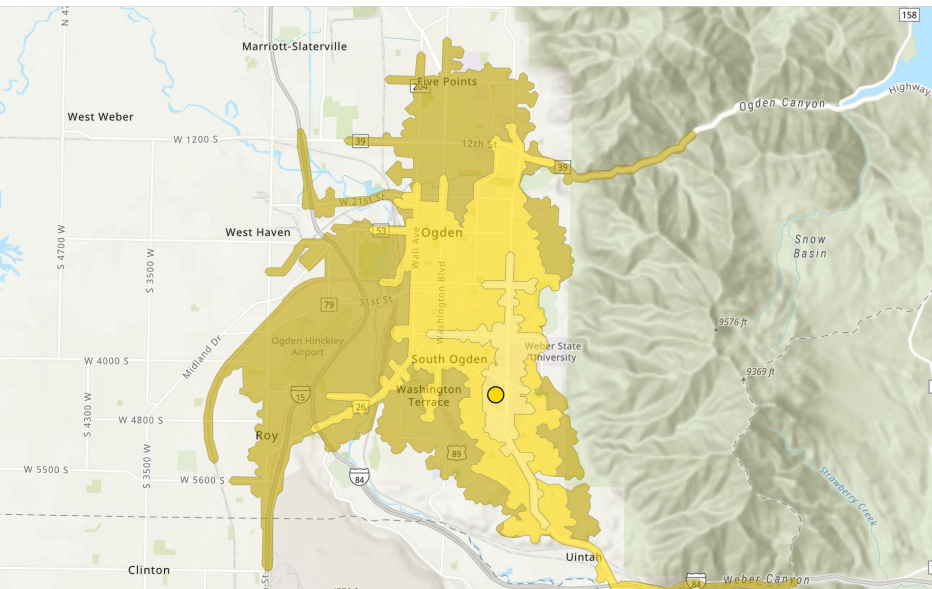 N 47
158
Marriott-Slaterville
Five Points
204
Highway
Ogden Canyon
West Weber
W 1200 S
39
12th St
39
W 21st St
West Haven
53
Ogden
S 4700 W
S 3500 W
Wall Ave
Washington Blvd
Snow
Basin
79
31st St
9576 ft
Ogden Hinckley
Airport
Midland Dr
Weber State
University
W 4000 S
South Ogden
9369 ft
15
Washington
Terrace
26
S 4300 W
W 4800 S
Roy
S 3500 W
89
W 5500 S
W 5600 S
84
Strawberry Creek
Uintah
Clinton
84
Weber Canyon